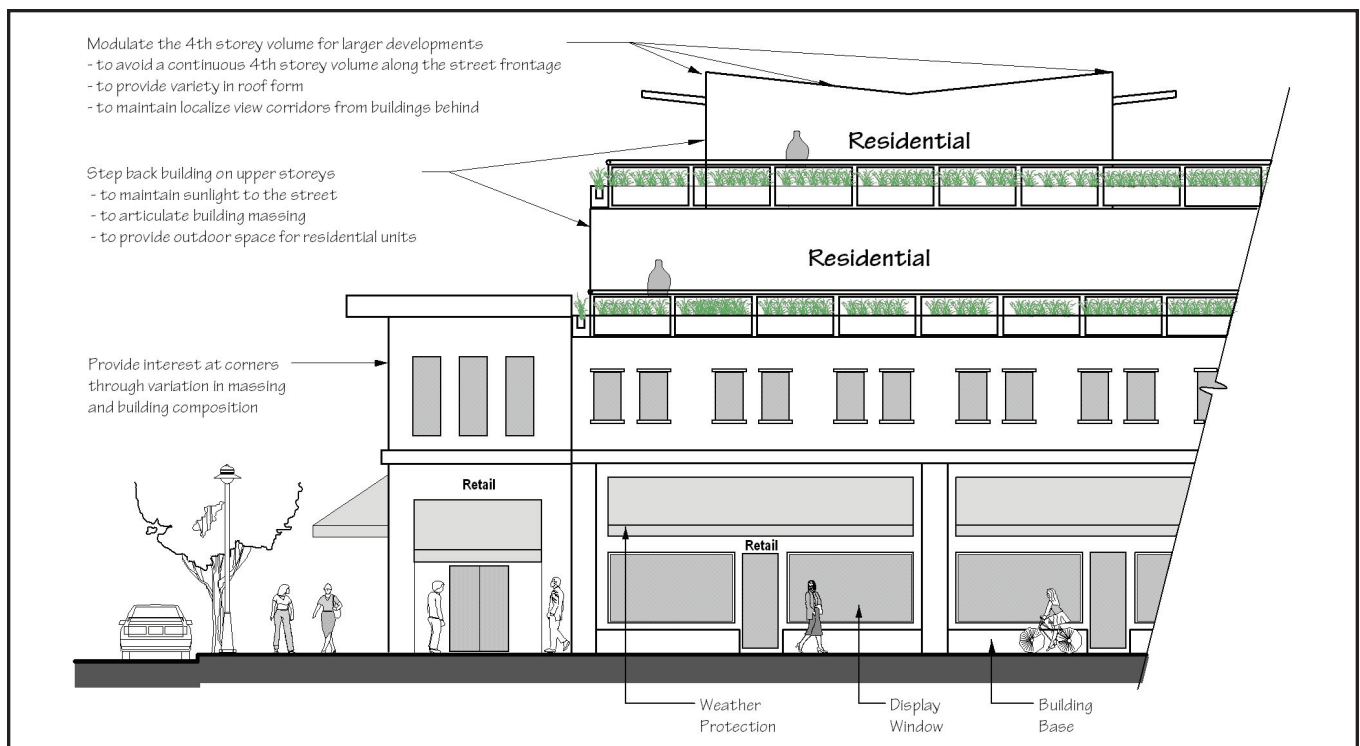 Modulate the 4th storey volume for larger developments
- to avoid a continuous 4th storey volume along the street frontage
- to provide variety in roof form
- to maintain localize view corridors from buildings behind
Residential
Step back building on upper storeys
- to maintain sunlight to the street
- to articulate building massing
- to provide outdoor space for residential units
Residential
Provide interest at corners
through variation in massing
and building composition
Retail
Retail
Weather
Protection
Display
Window
Building
Base